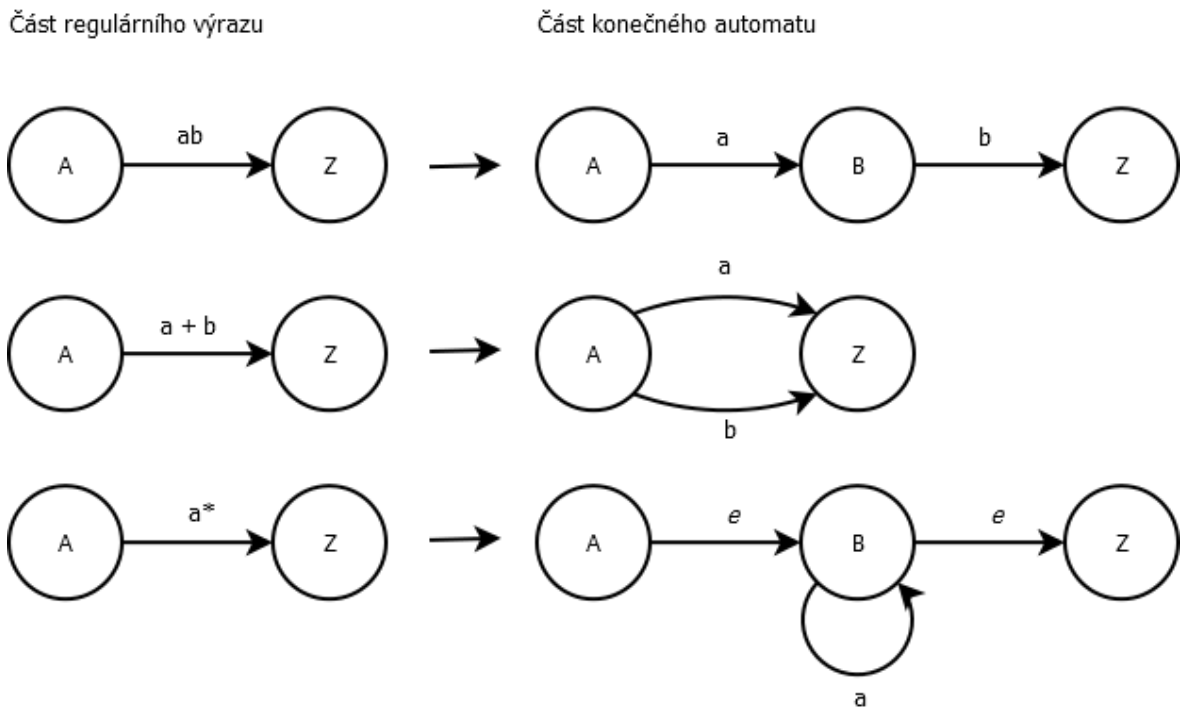 Část regulárního výrazu Část konečného automatu
A ab Z A a B b Z
A a + b Z A a b Z
A a* Z A e B e Z
a